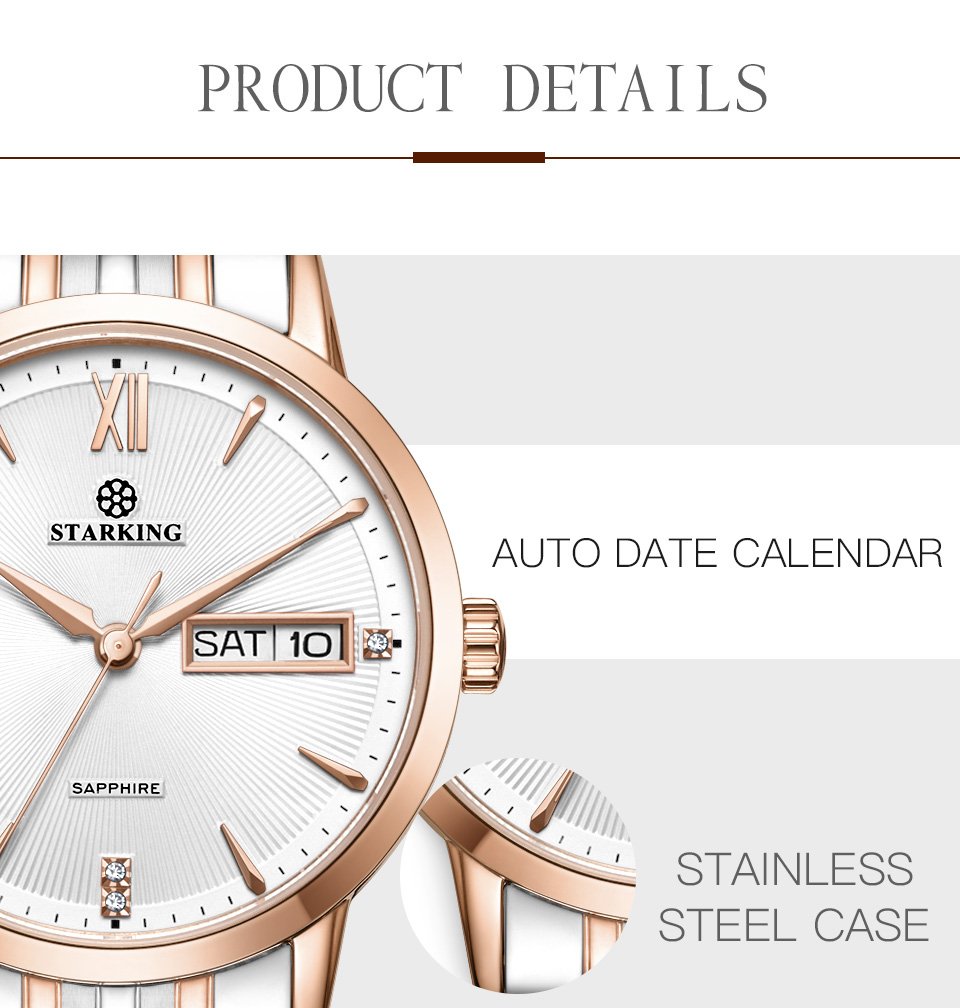 PRODUCT DETAILS
XII
STARKING
AUTO DATE CALENDAR
SAT 10
SAPPHIRE
STAINLESS
STEEL CASE